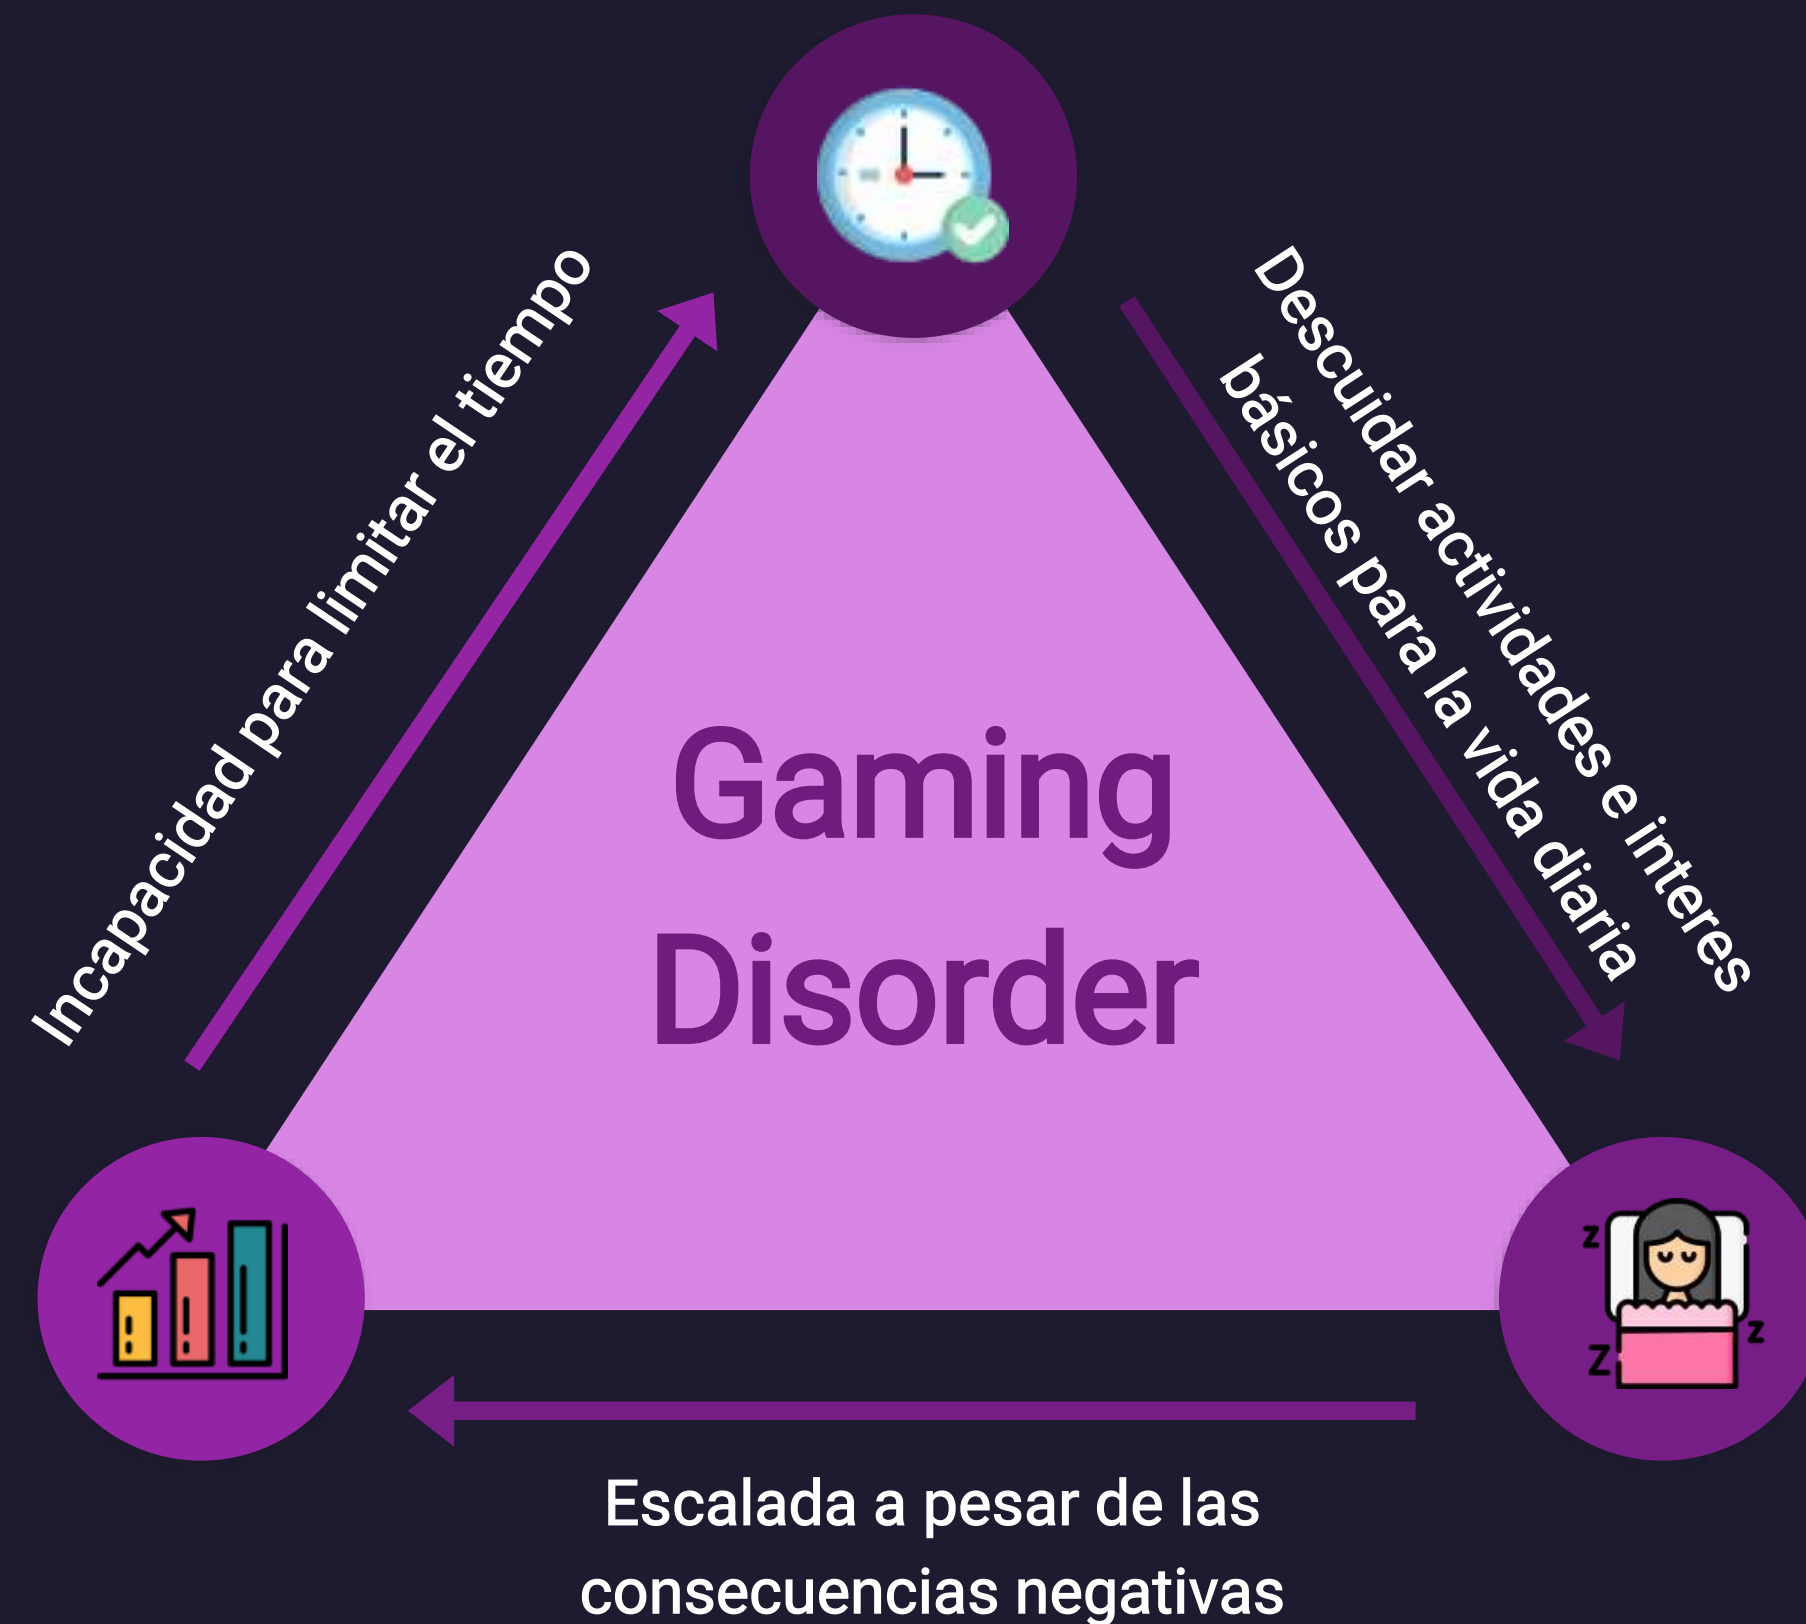 Incapacidad para limitar el tiempo
Descuidar actividades e interes
básicos para la vida diaria
Gaming
Disorder
z
z
Z
Escalada a pesar de las
consecuencias negativas